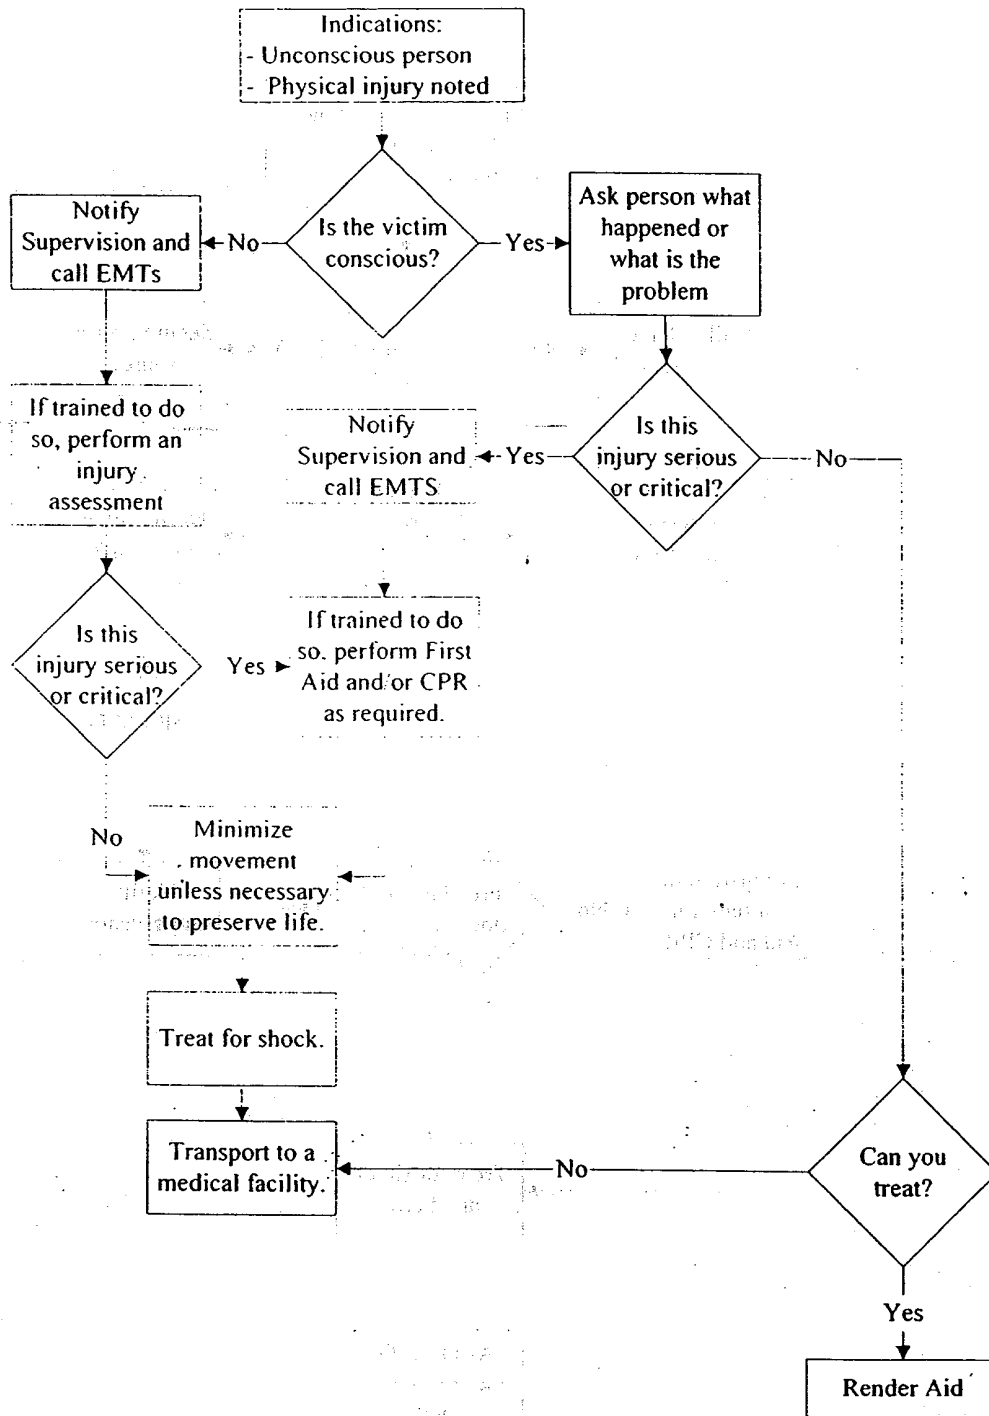 Indications:
- Unconscious person
- Physical injury noted
Is the victim
conscious?
No
Yes
Notify
Supervision and
call EMTs
Ask person what
happened or
what is the
problem
If trained to do
so, perform an
injury
assessment
Notify
Supervision and
call EMTS
Yes
Is this
injury serious
or critical?
No
Is this
injury serious
or critical?
Yes
If trained to do
so, perform First
Aid and/or CPR
as required.
No
Minimize
movement
unless necessary
to preserve life.
Treat for shock.
Transport to a
medical facility.
No
Can you
treat?
Yes
Render Aid